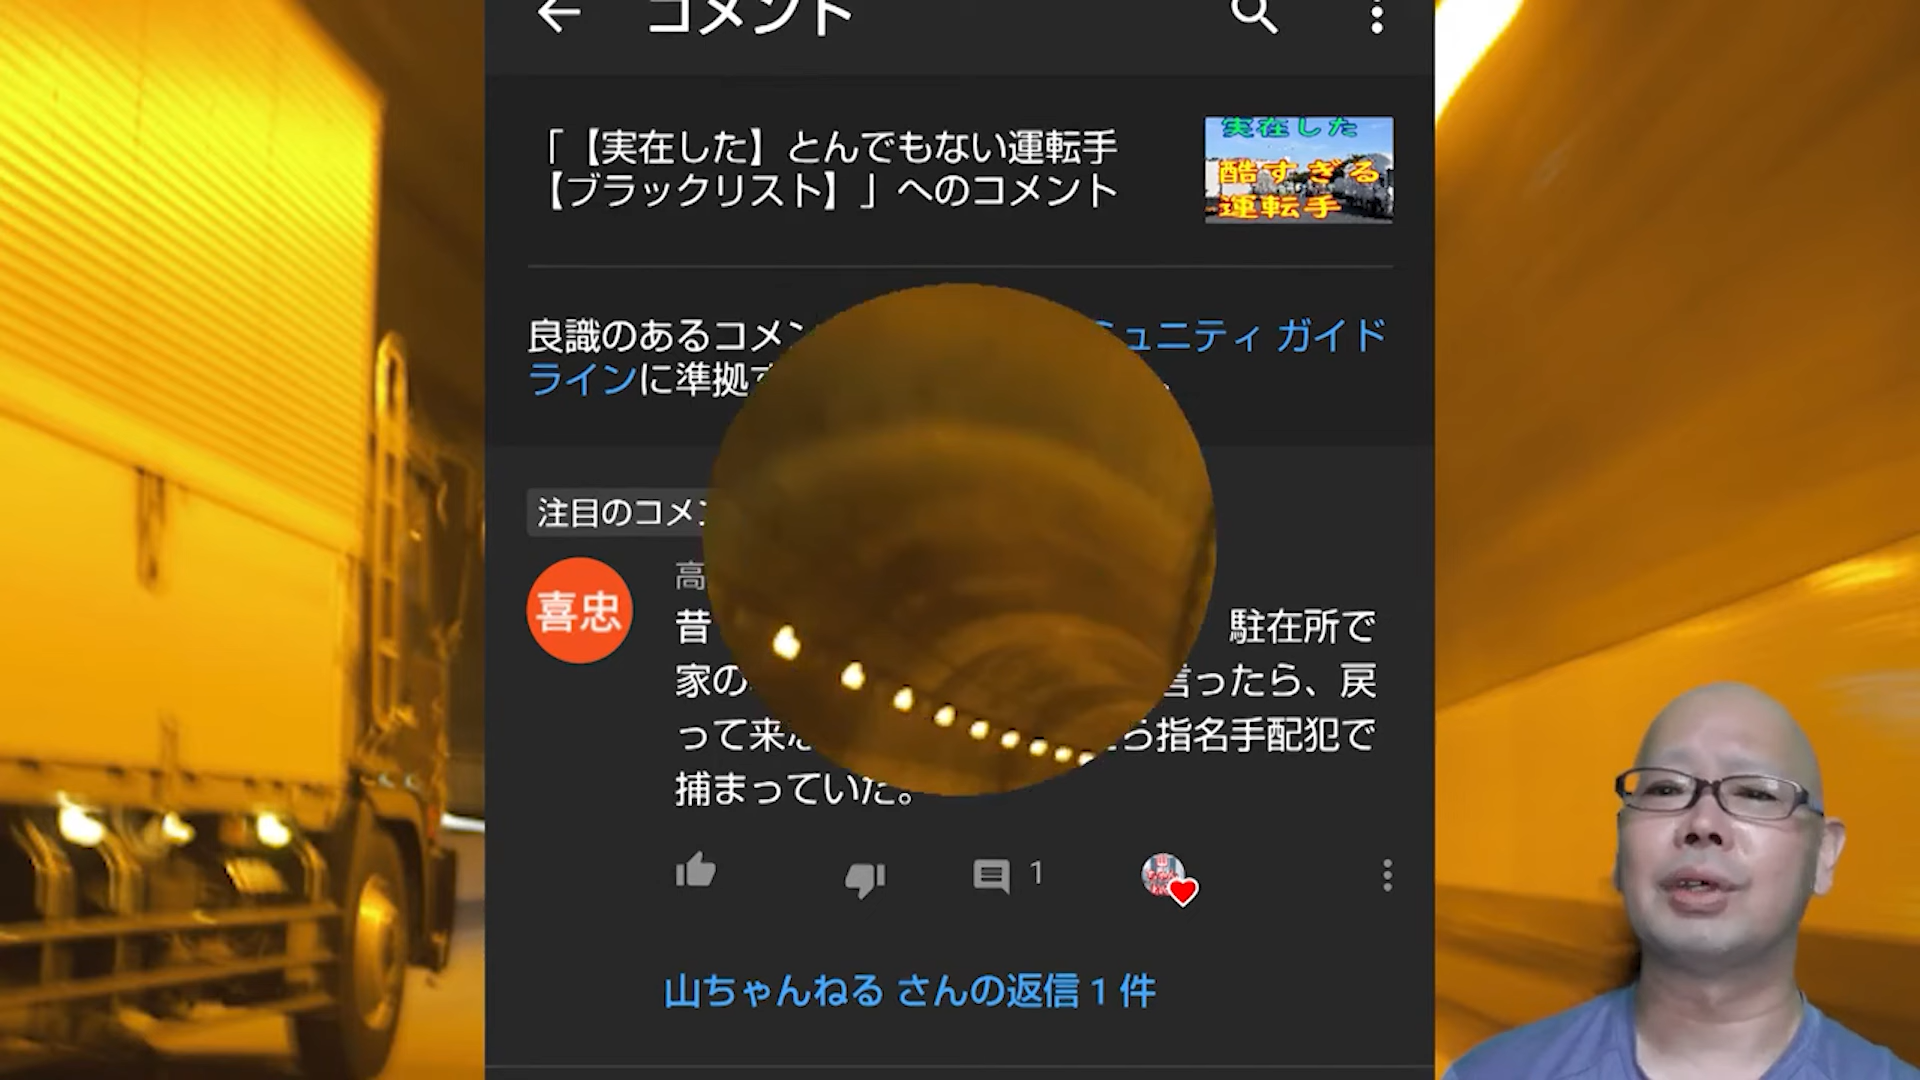 コメント
「【実在した】とんでもない運転手
【ブラックリスト】」へのコメント
実在した
酷すぎる
運転手
良識のあるコメン ュニティ ガイド
ラインに準拠
注目のコメ
喜忠
高
昔 駐在所で
家の 言ったら、戻
って来 ら指名手配犯で
捕まっていた。
1
山ちゃんねる さんの返信 1 件